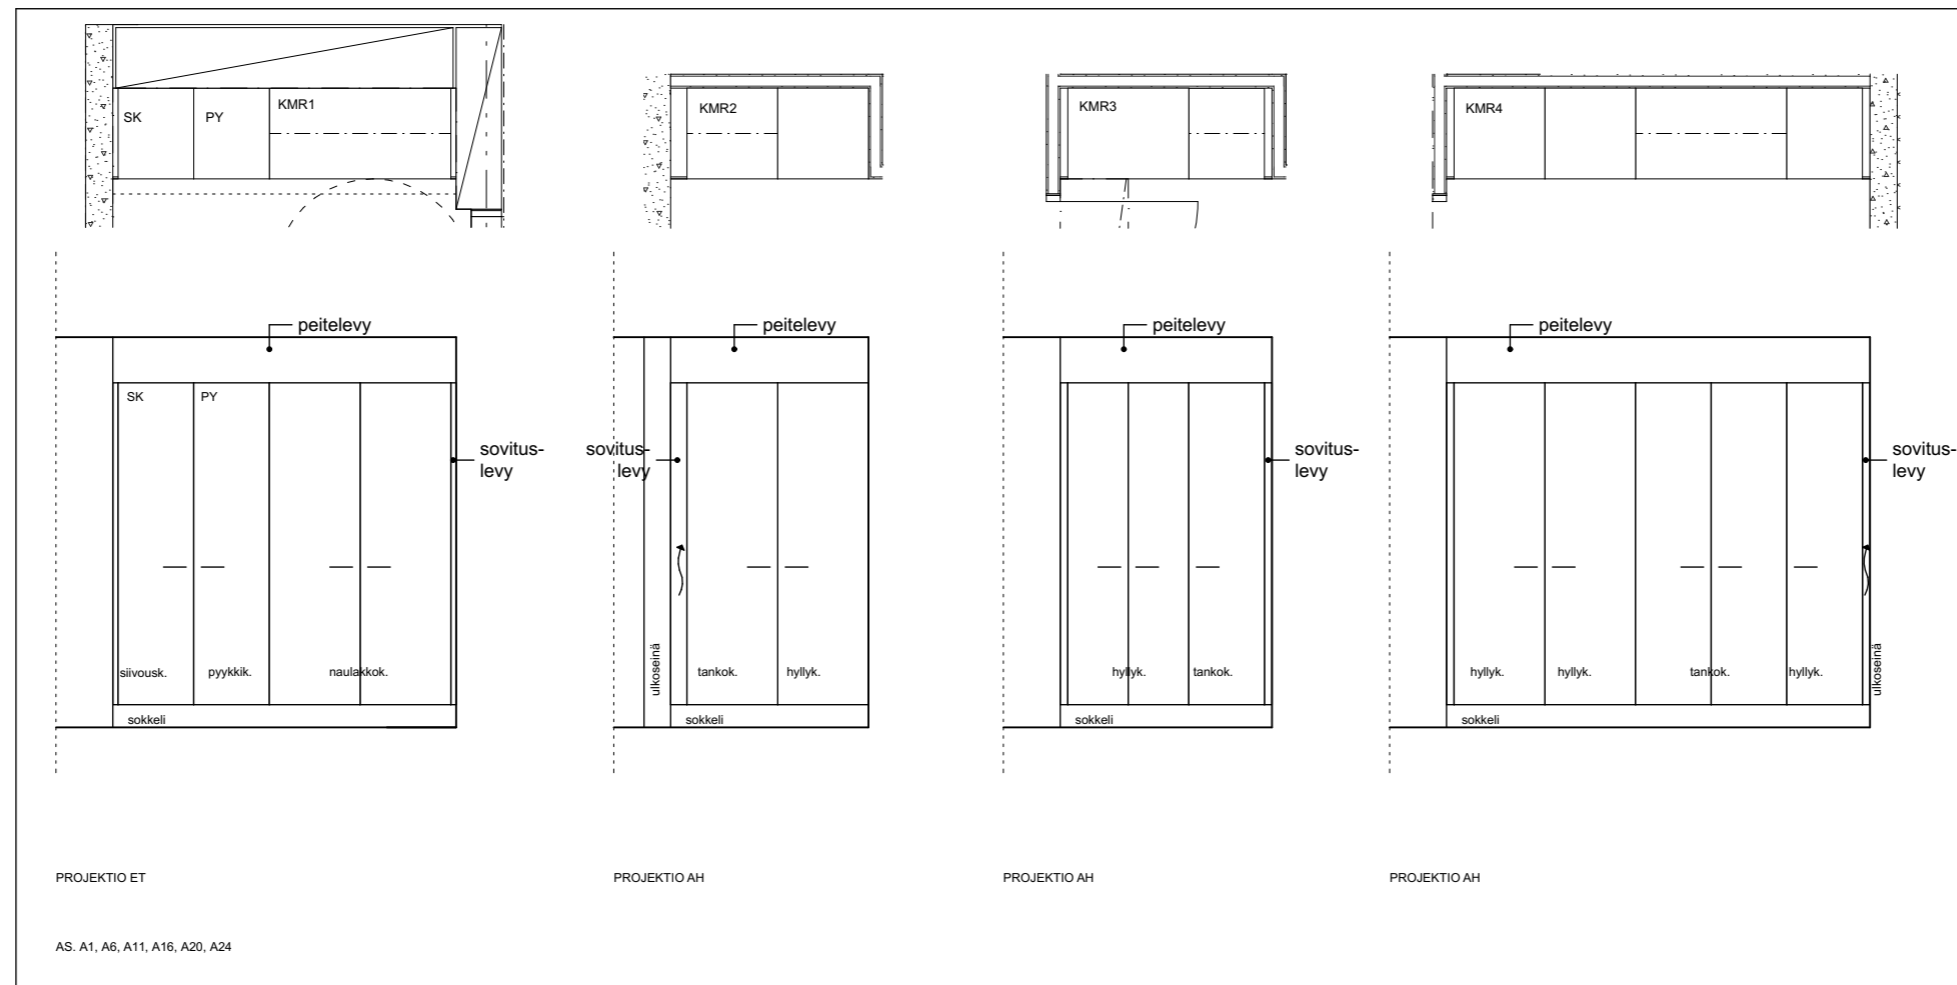 SK
PY
KMR1
KMR2
KMR3
KMR4
peitelevy
peitelevy
peitelevy
peitelevy
SK
PY
sovitus-
levy
sovitus-
levy
sovitus-
levy
sovitus-
levy
siivousk.
pyykkik.
naulakkok.
ulkoseinä
tankok.
hyllyk.
hyllyk.
tankok.
hyllyk.
hyllyk.
tankok.
hyllyk.
ulkoseinä
sokkeli
sokkeli
sokkeli
sokkeli
PROJEKTIO ET
PROJEKTIO AH
PROJEKTIO AH
PROJEKTIO AH
AS. A1, A6, A11, A16, A20, A24